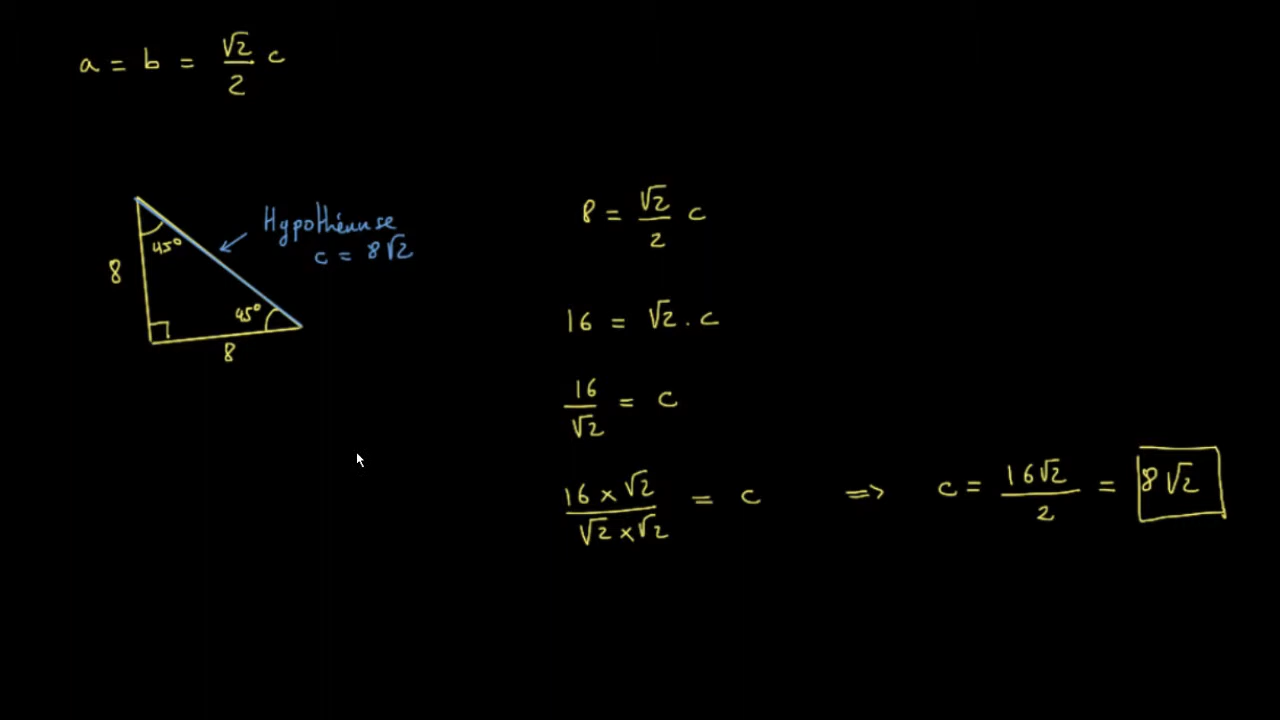 a = b = √2/2 c
Hypothénuse
c = 8√2
45°
8
45°
8
8 = √2/2 c
16 = √2 . c
16/√2 = c
16 × √2 / √2 × √2 = c => c = 16√2/2 = 8√2